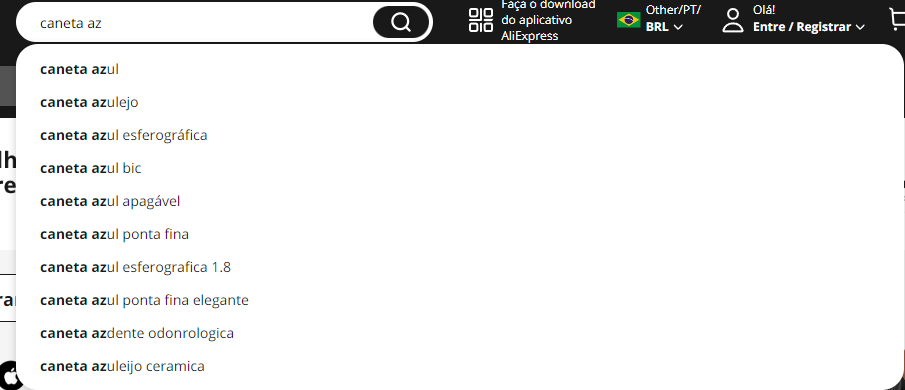 caneta az
Faça o download
do aplicativo
AliExpress
Other/PT/
BRL
Olá!
Entre / Registrar
caneta azul
caneta azulejo
caneta azul esferográfica
caneta azul bic
caneta azul apagável
caneta azul ponta fina
caneta azul esferografica 1.8
caneta azul ponta fina elegante
caneta azdente odonrologica
caneta azuleijo ceramica
lh
re
ran